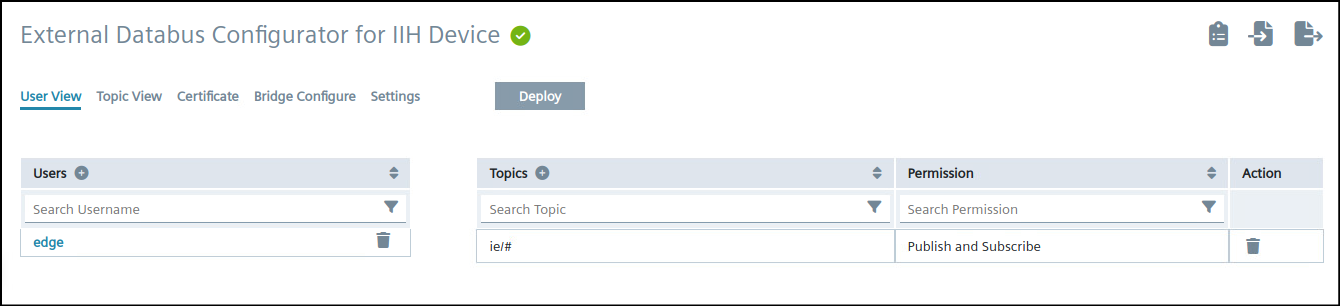 External Databus Configurator for IIH Device
User View Topic View Certificate Bridge Configure Settings Deploy
Users Topics Permission Action
Search Username Search Topic Search Permission
edge ie/# Publish and Subscribe